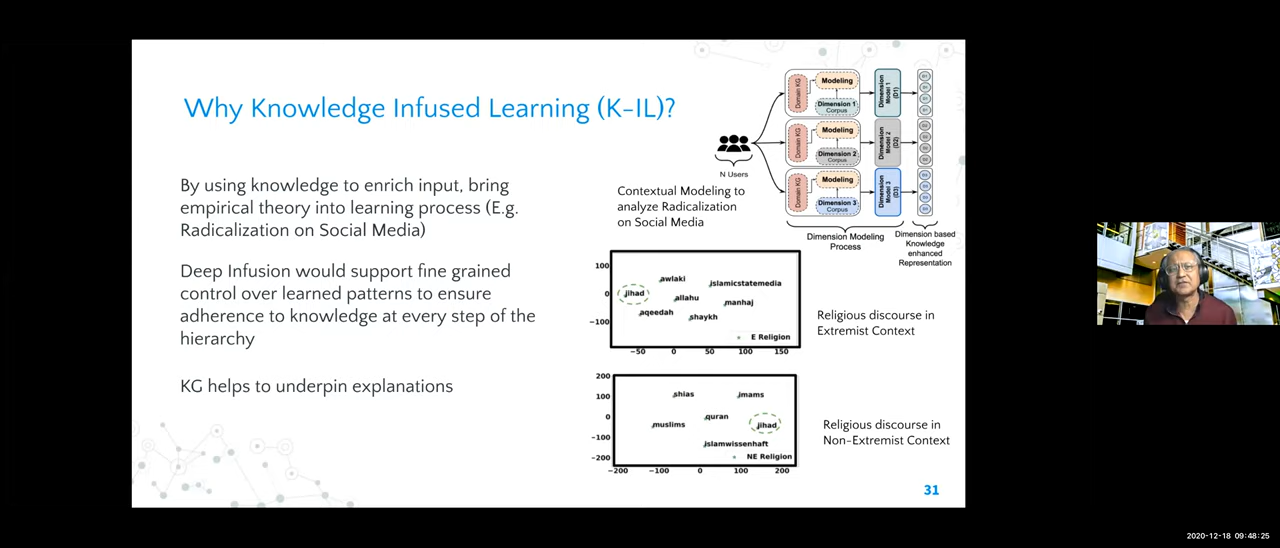 Why Knowledge Infused Learning (K-IL)?
By using knowledge to enrich input, bring
empirical theory into learning process (E.g.
Radicalization on Social Media)
Deep Infusion would support fine grained
control over learned patterns to ensure
adherence to knowledge at every step of the
hierarchy
KG helps to underpin explanations
N Users
Domain KG
Modeling
Dimension 1
Corpus
Dimension Model 1 (D1)
Domain KG
Modeling
Dimension 2
Corpus
Dimension Model 2 (D2)
Domain KG
Modeling
Dimension 3
Corpus
Dimension Model 3 (D3)
Dimension Modeling
Process
Dimension based
Knowledge
enhanced
Representation
Contextual Modeling to
analyze Radicalization
on Social Media
100
0
−100
awlaki
islamicstatemedia
jihad
allahu
manhaj
aqeedah
shaykh
E Religion
−50 0 50 100 150
Religious discourse in
Extremist Context
200
100
0
−100
−200
shias
imams
quran
muslims
jihad
islamwissenhaft
NE Religion
−200 −100 0 100 200
Religious discourse in
Non-Extremist Context
31
2020-12-18 09:48:25